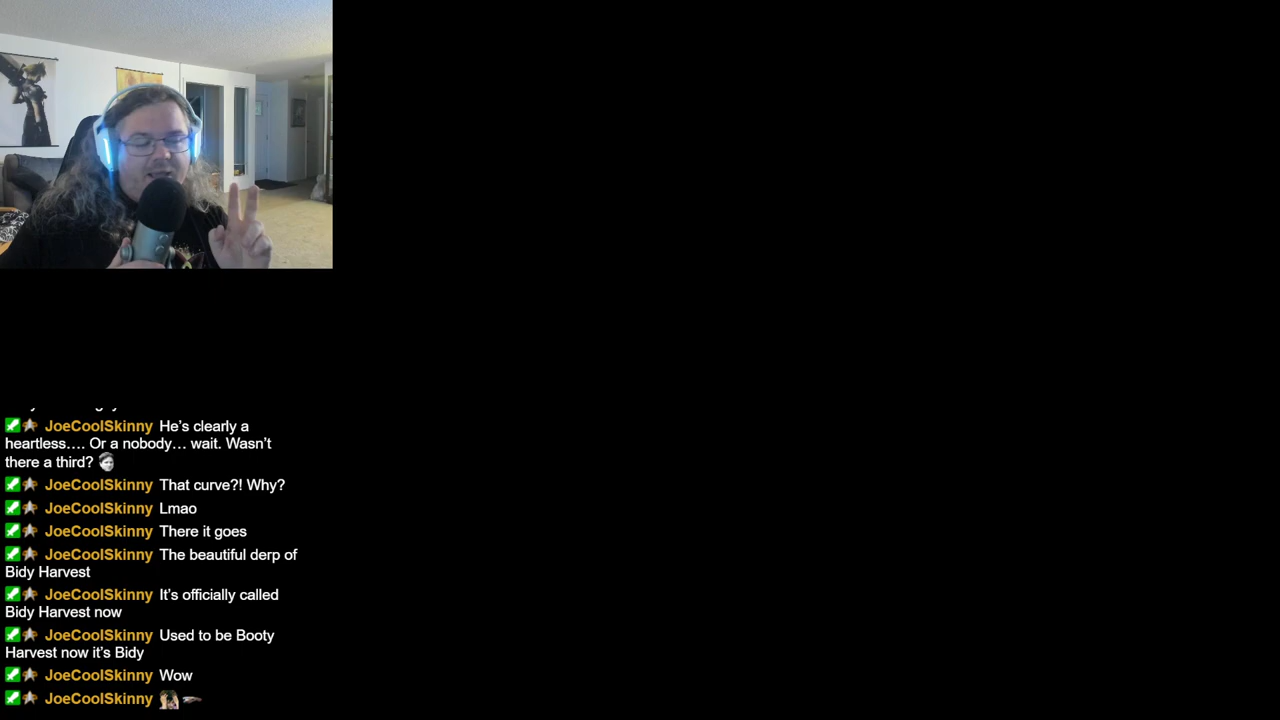 JoeCoolSkinny He's clearly a
heartless…. Or a nobody… wait. Wasn't
there a third?
JoeCoolSkinny That curve?! Why?
JoeCoolSkinny Lmao
JoeCoolSkinny There it goes
JoeCoolSkinny The beautiful derp of
Bidy Harvest
JoeCoolSkinny It's officially called
Bidy Harvest now
JoeCoolSkinny Used to be Booty
Harvest now it's Bidy
JoeCoolSkinny Wow
JoeCoolSkinny